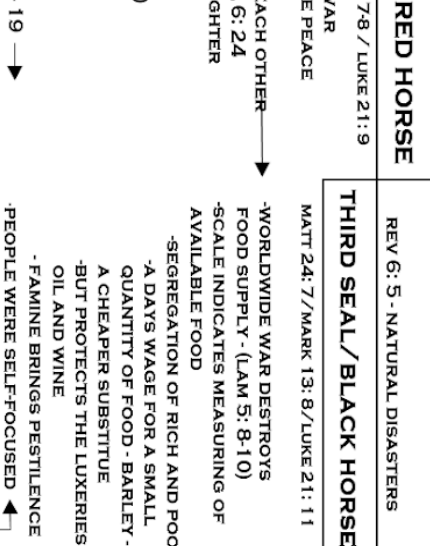 RED HORSE
7-8 / LUKE 21: 9
WAR
E PEACE
ACH OTHER
6: 24
GHTER
19
REV 6: 5 - NATURAL DISASTERS
THIRD SEAL/BLACK HORSE
MATT 24: 7/MARK 13: 8/LUKE 21: 11
-WORLDWIDE WAR DESTROYS
FOOD SUPPLY - (LAM 5: 8-10)
-SCALE INDICATES MEASURING OF
AVAILABLE FOOD
-SEGREGATION OF RICH AND POO
-A DAYS WAGE FOR A SMALL
QUANTITY OF FOOD - BARLEY -
A CHEAPER SUBSTITUE
-BUT PROTECTS THE LUXERIES
OIL AND WINE
- FAMINE BRINGS PESTILENCE
-PEOPLE WERE SELF-FOCUSED